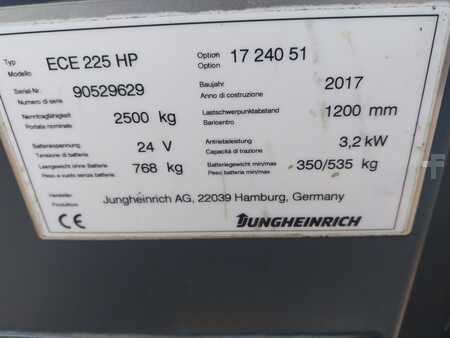 Typ
Modello
ECE 225 HP
Option
Option
17 240 51
Serial-Nr.
Numero di serie
90529629
Baujahr
Anno di costruzione
2017
Nenntragfähigkeit
Portata nominale
2500 kg
Lastschwerpunktabstand
Baricentro
1200 mm
Batteriespannung
Tensione di batteria
24 V
Antriebsleistung
Capacità di trazione
3,2 kW
Leergewicht ohne Batterie
Peso a vuoto senza batteria
768 kg
Batteriegewicht min/max
Peso batteria min/max
350/535 kg
Hersteller
Produttore
Jungheinrich AG, 22039 Hamburg, Germany
CE
JUNGHEINRICH